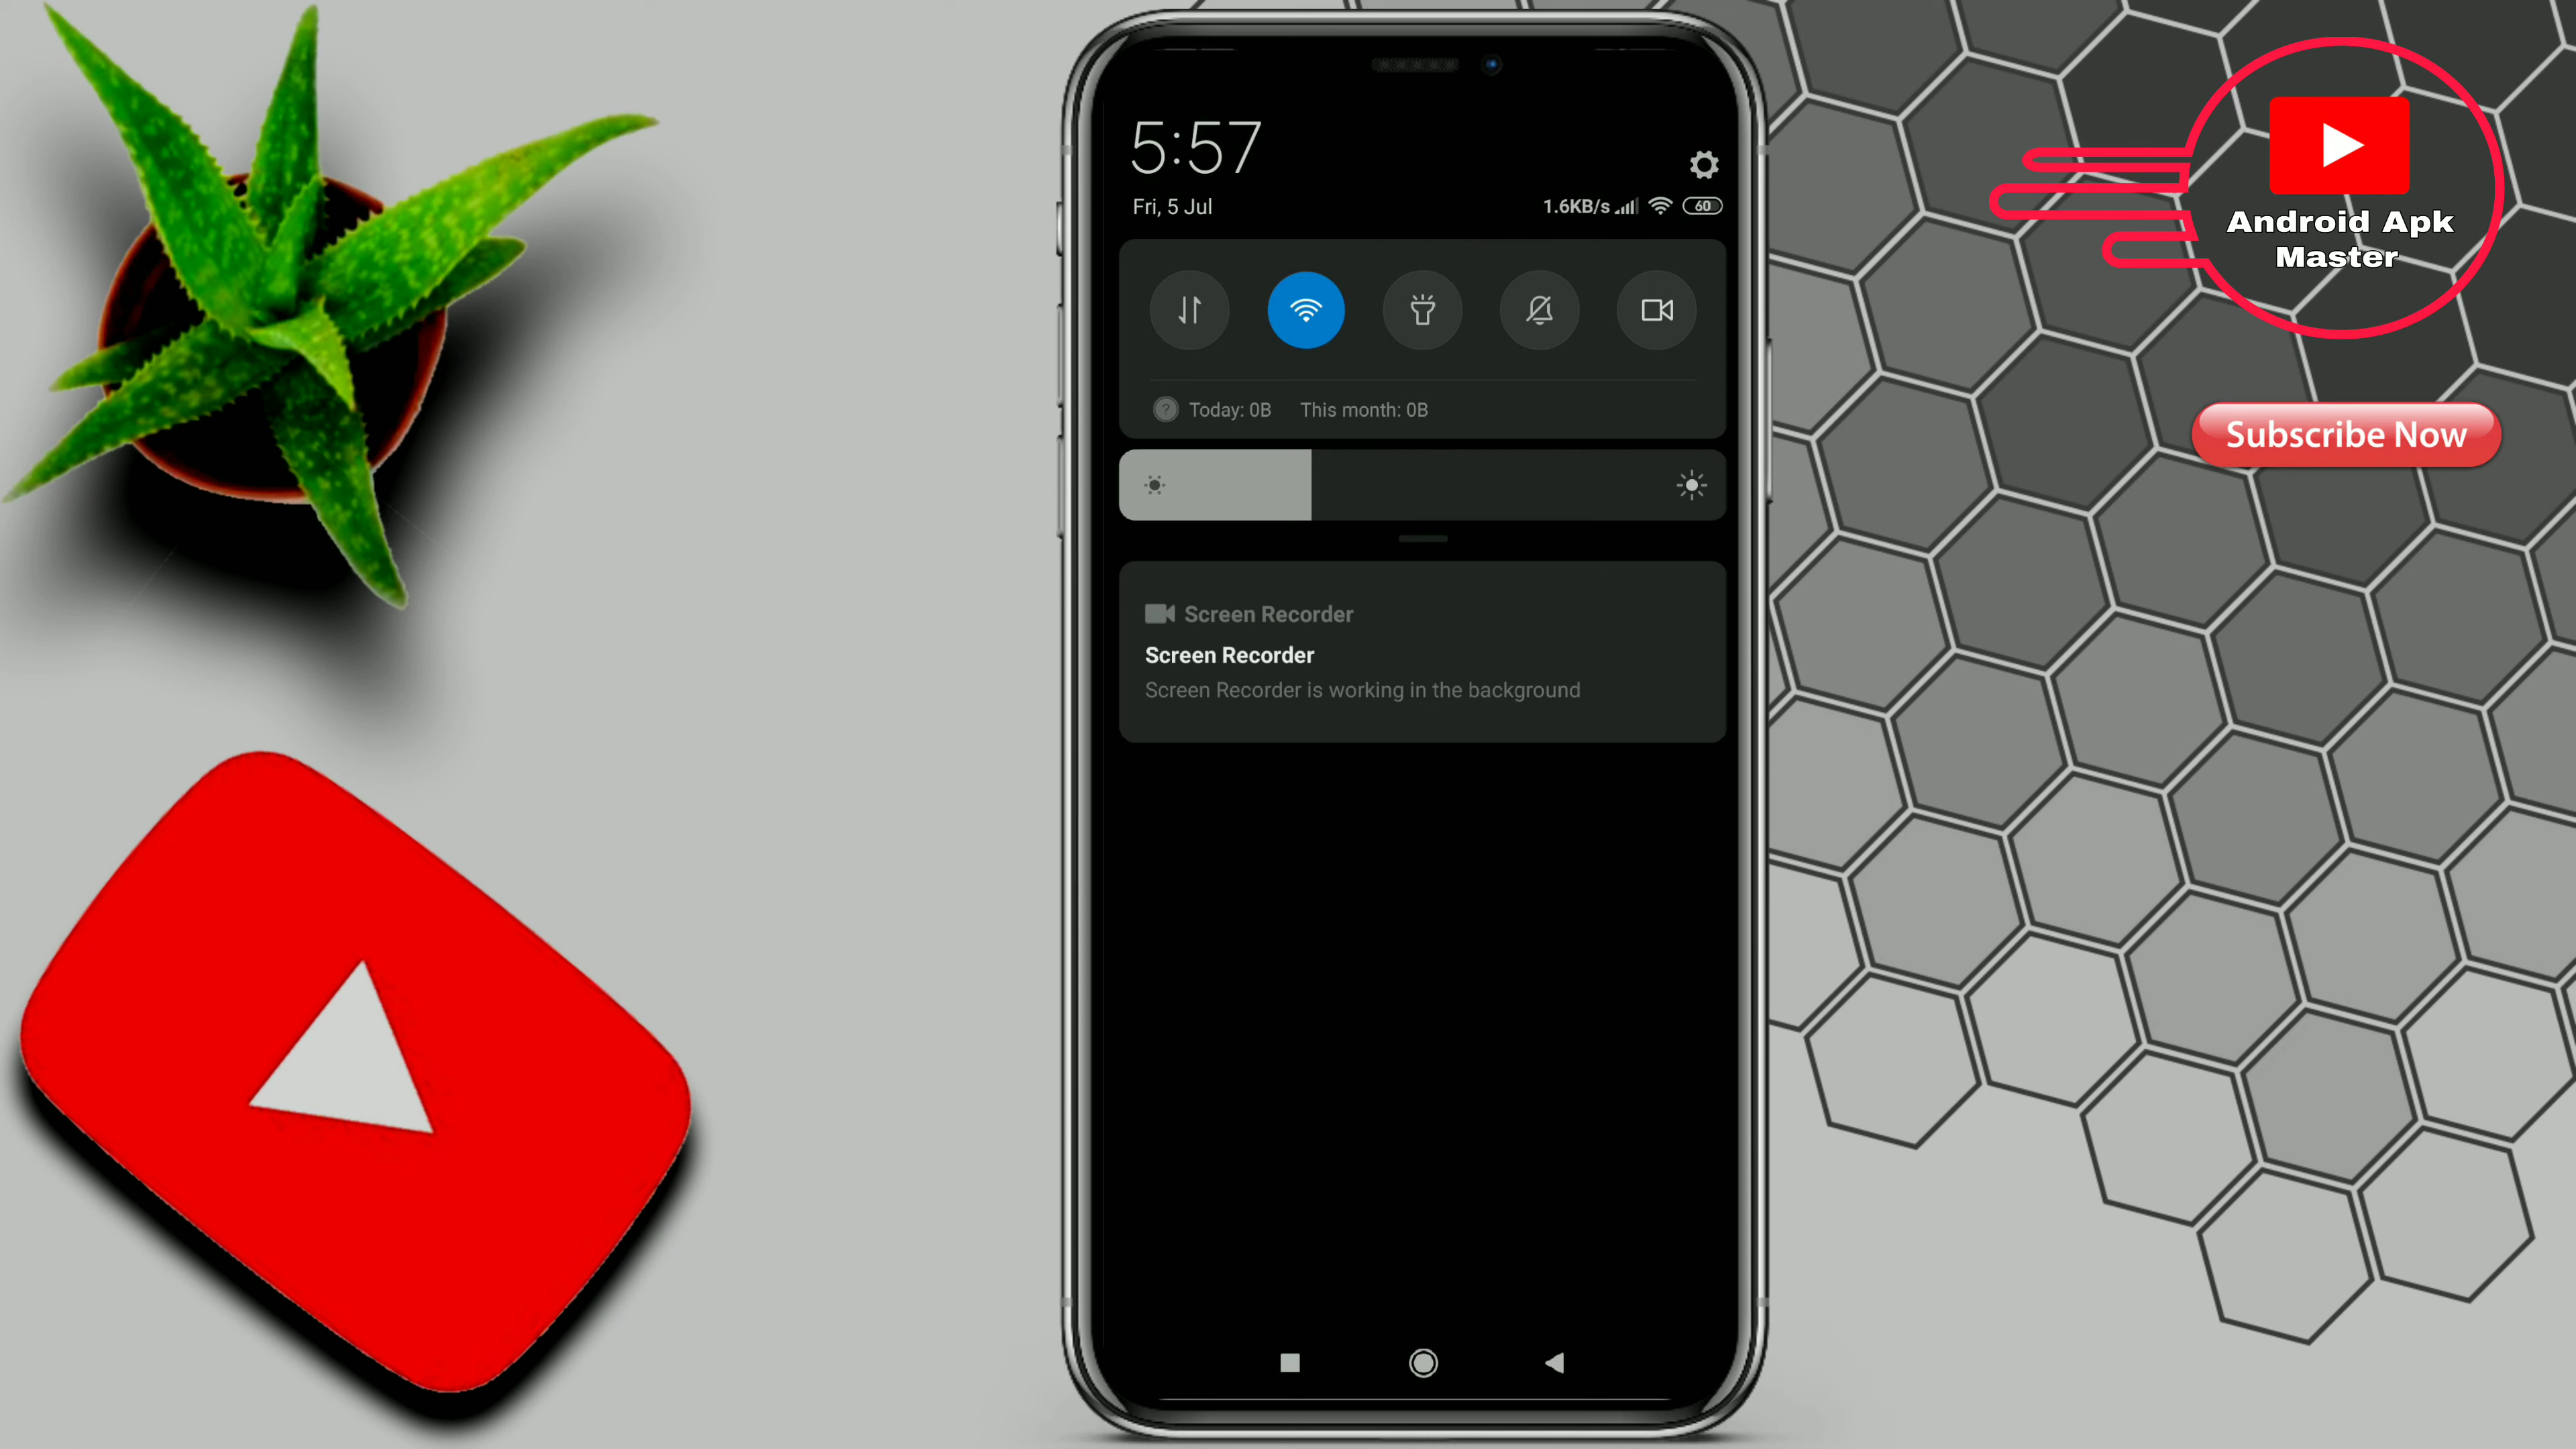 5:57
Fri, 5 Jul
1.6KB/s 60
Today: 0B This month: 0B
Screen Recorder
Screen Recorder
Screen Recorder is working in the background
Android Apk
Master
Subscribe Now